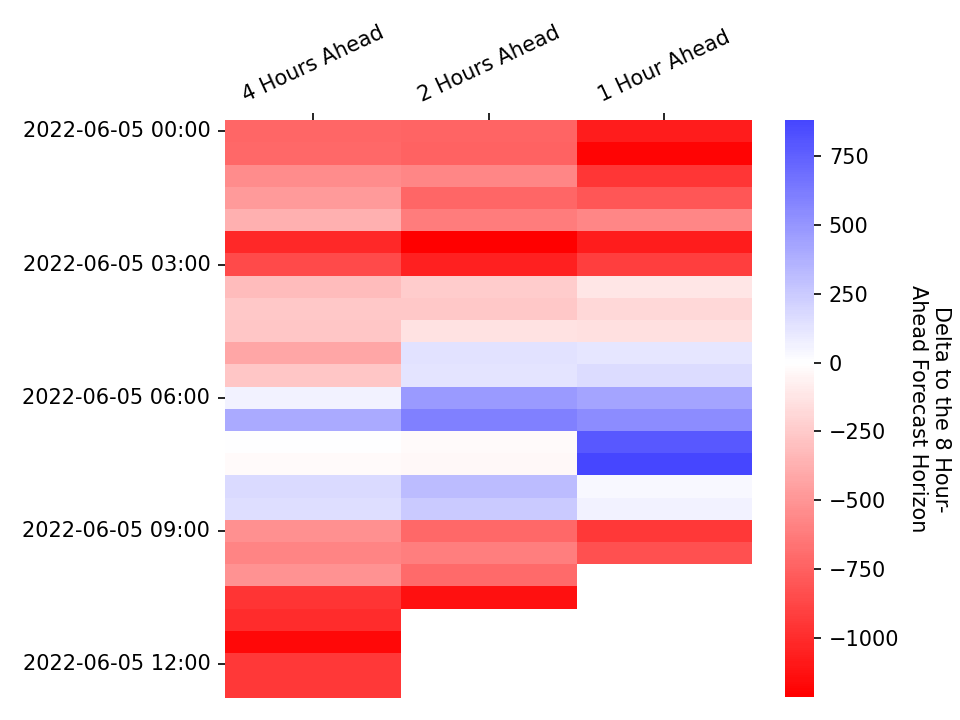 4 Hours Ahead
2 Hours Ahead
1 Hour Ahead
2022-06-05 00:00
2022-06-05 03:00
2022-06-05 06:00
2022-06-05 09:00
2022-06-05 12:00
750
500
250
0
−250
−500
−750
−1000
Delta to the 8 Hour-
Ahead Forecast Horizon